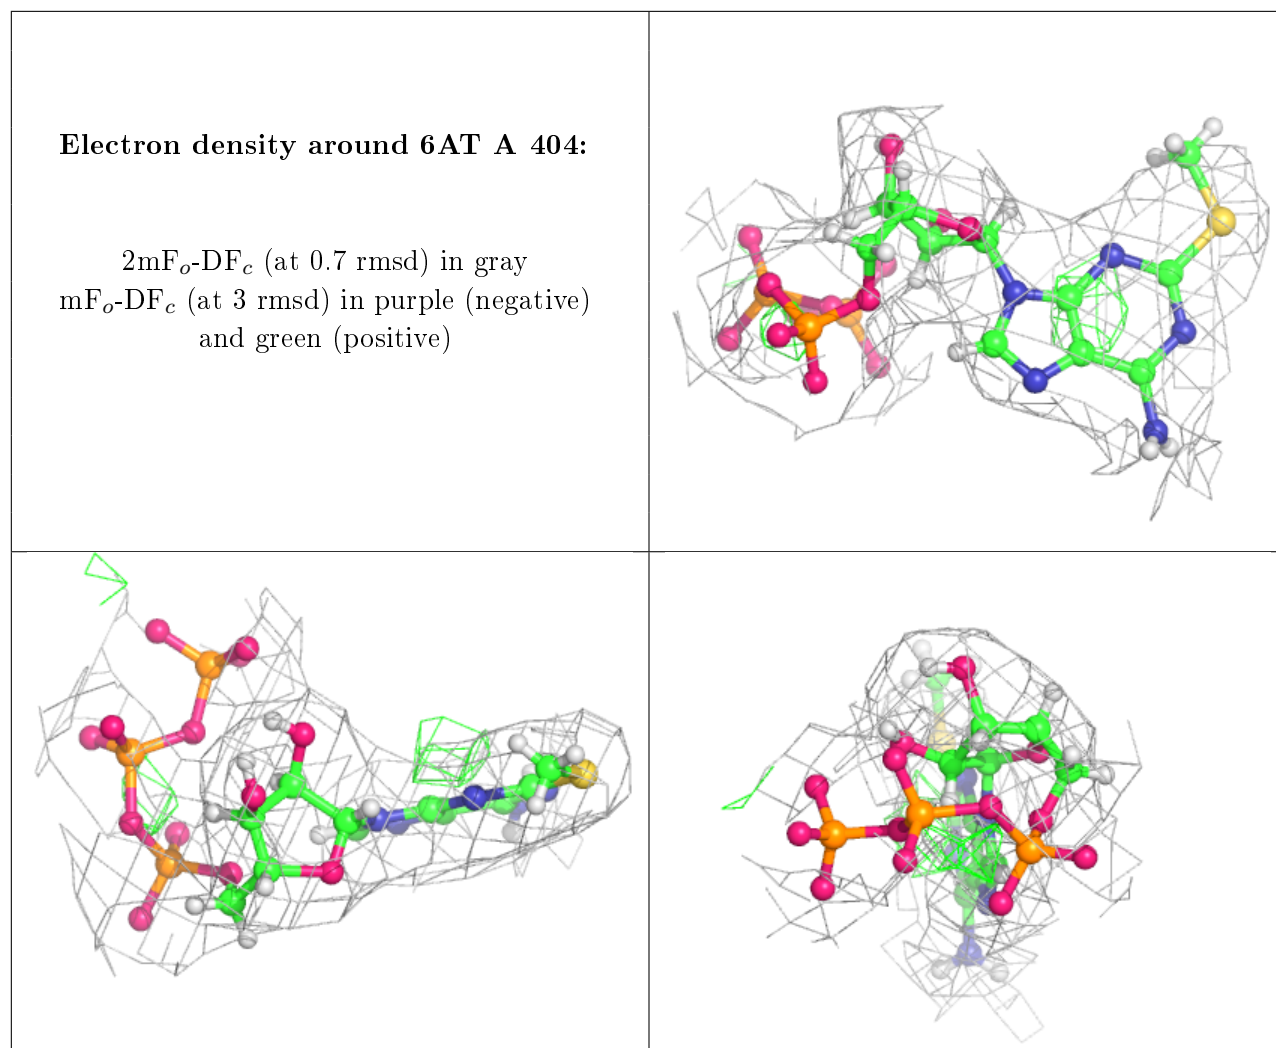 Electron density around 6AT A 404:
2mFo-DFc (at 0.7 rmsd) in gray
mFo-DFc (at 3 rmsd) in purple (negative)
and green (positive)